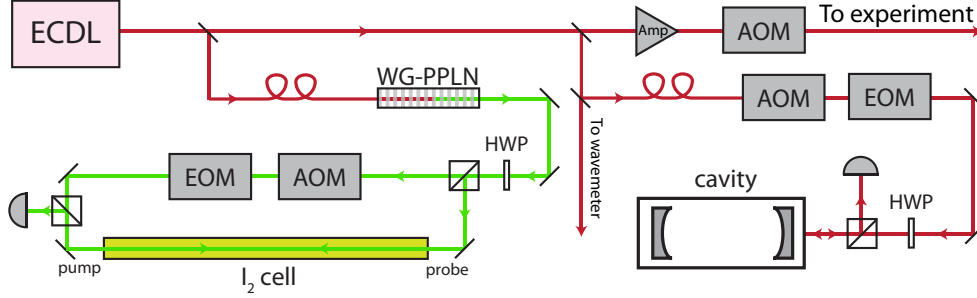 ECDL
Amp
AOM
To experiment
WG-PPLN
AOM
EOM
To wavemeter
HWP
EOM
AOM
cavity
HWP
pump
I₂ cell
probe